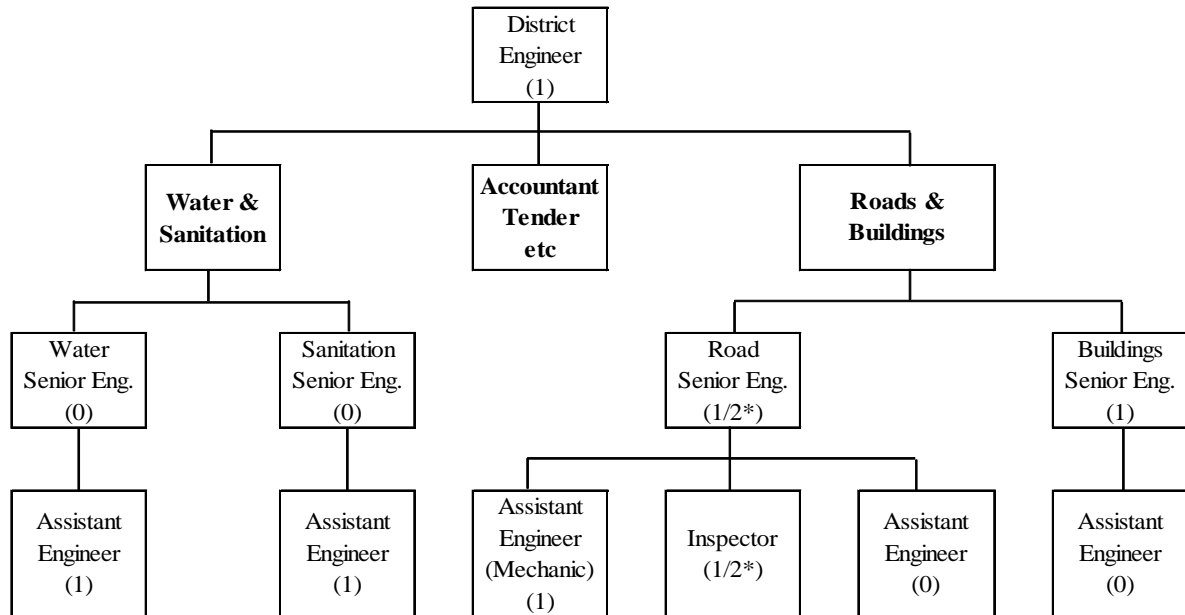 District
Engineer
(1)
Water &
Sanitation
Accountant
Tender
etc
Roads &
Buildings
Water
Senior Eng.
(0)
Sanitation
Senior Eng.
(0)
Road
Senior Eng.
(1/2*)
Buildings
Senior Eng.
(1)
Assistant
Engineer
(1)
Assistant
Engineer
(1)
Assistant
Engineer
(Mechanic)
(1)
Inspector
(1/2*)
Assistant
Engineer
(0)
Assistant
Engineer
(0)